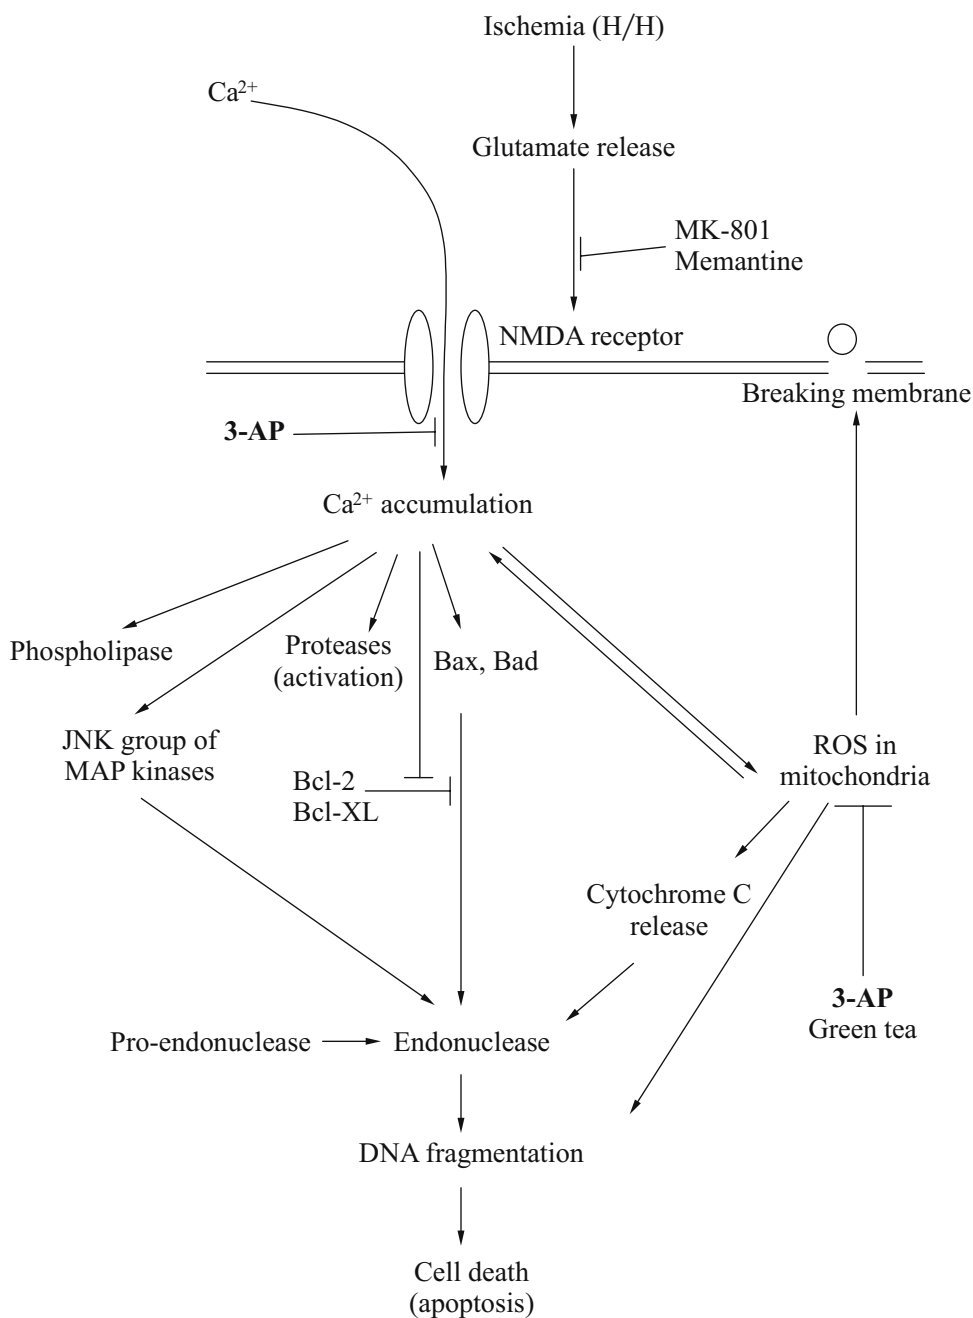 Ischemia (H/H)
Ca²⁺
Glutamate release
MK-801
Memantine
NMDA receptor
Breaking membrane
3-AP
Ca²⁺ accumulation
Phospholipase
Proteases
(activation)
Bax, Bad
JNK group of
MAP kinases
ROS in
mitochondria
Bcl-2
Bcl-XL
Cytochrome C
release
3-AP
Green tea
Pro-endonuclease
Endonuclease
DNA fragmentation
Cell death
(apoptosis)